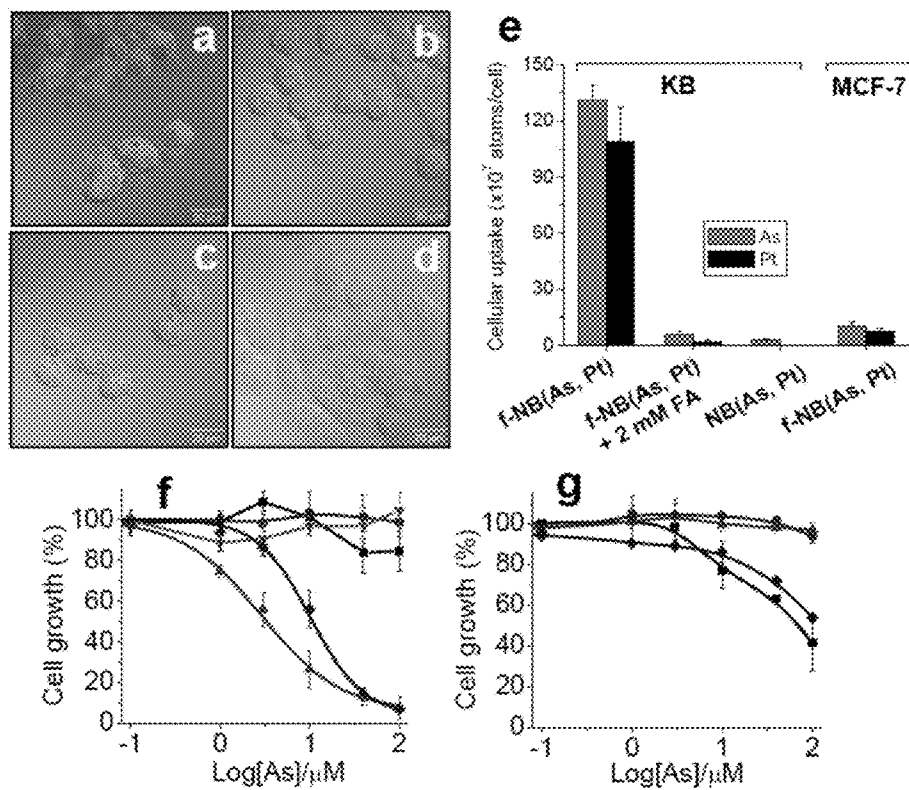 a
b
c
d
e
KB
MCF-7
Cellular uptake (x10⁷ atoms/cell)
150
120
90
60
30
0
As
Pt
f-NB(As, Pt)
f-NB(As, Pt)
+ 2 mM FA
NB(As, Pt)
f-NB(As, Pt)
f
Cell growth (%)
100
80
60
40
20
0
-1
0
1
2
Log[As]/µM
g
Cell growth (%)
100
80
60
40
20
0
-1
0
1
2
Log[As]/µM